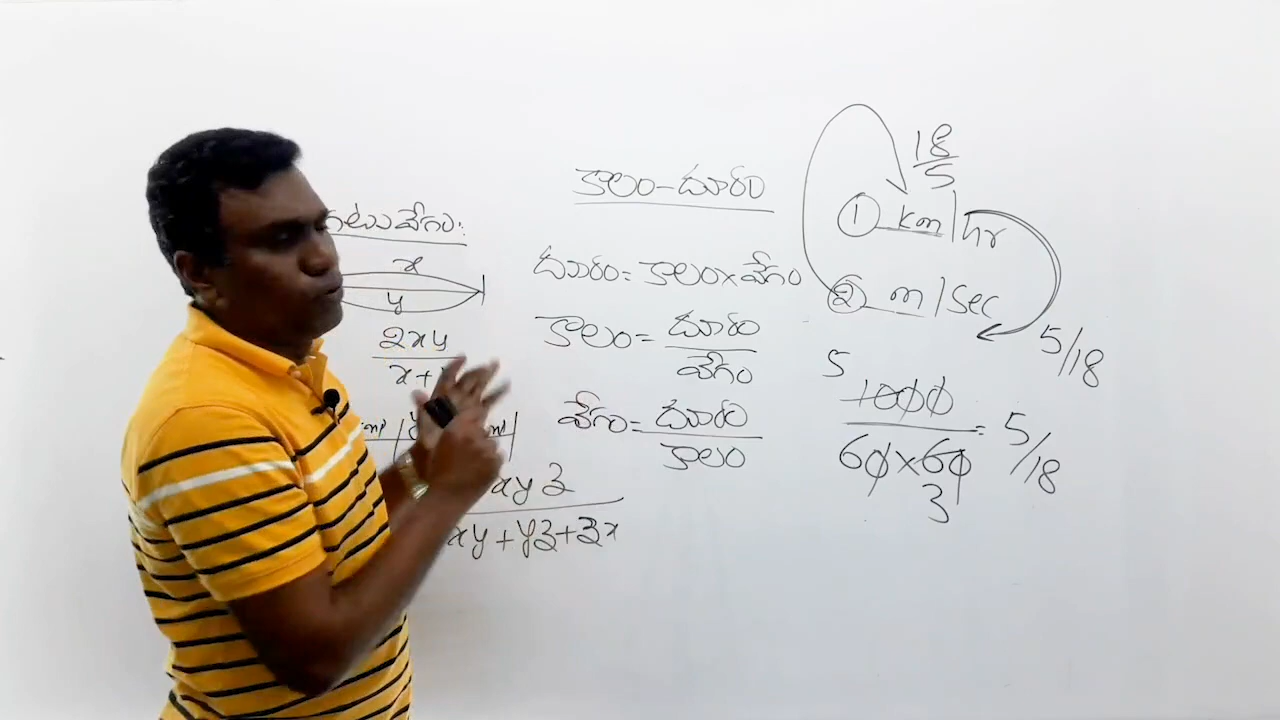 కాలం-దూరం
దూరం= కాలం×వేగం
కాలం= దూరం/వేగం
వేగం= దూరం/కాలం
x
y
2xy
xyz
xy+yz+zx
18/5
① km/hr
② m/sec
5/18
5
1000
60×60
= 5/18
3